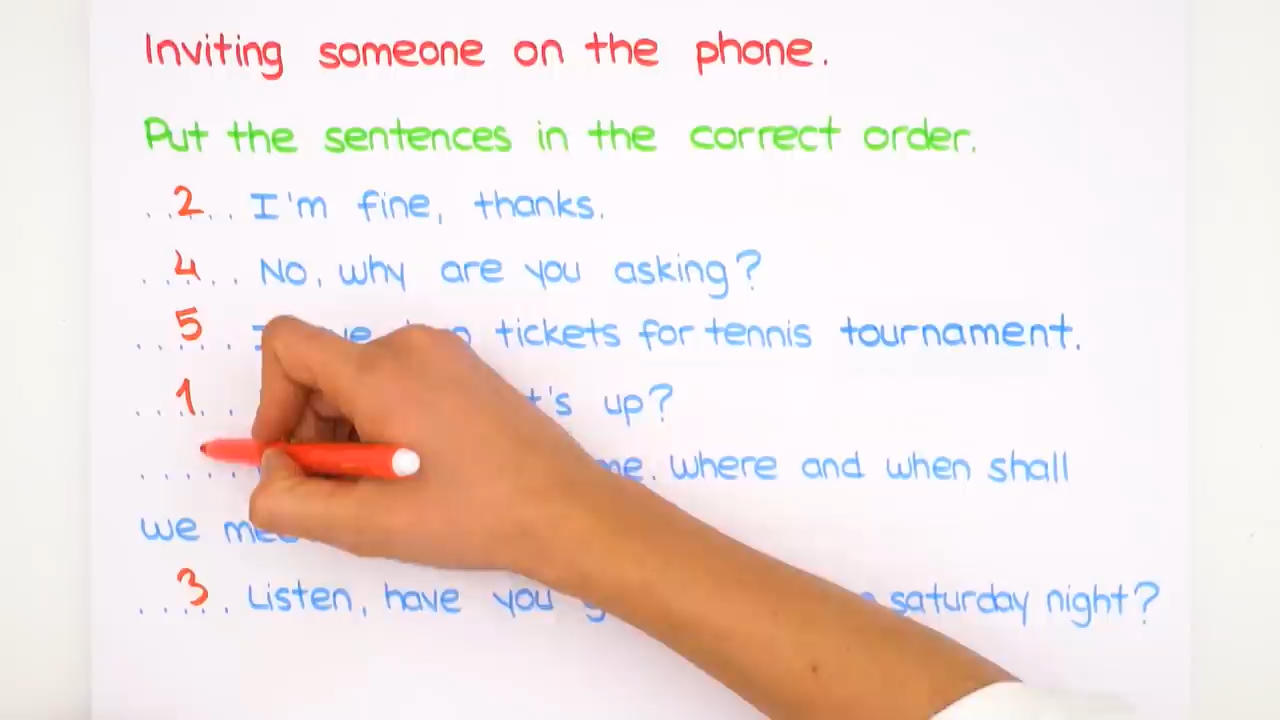 Inviting someone on the phone.
Put the sentences in the correct order.
..2.. I'm fine, thanks.
..4.. No, why are you asking?
..5.. tickets for tennis tournament.
..1.. up?
..... where and when shall
we
..3.. Listen, have you saturday night?